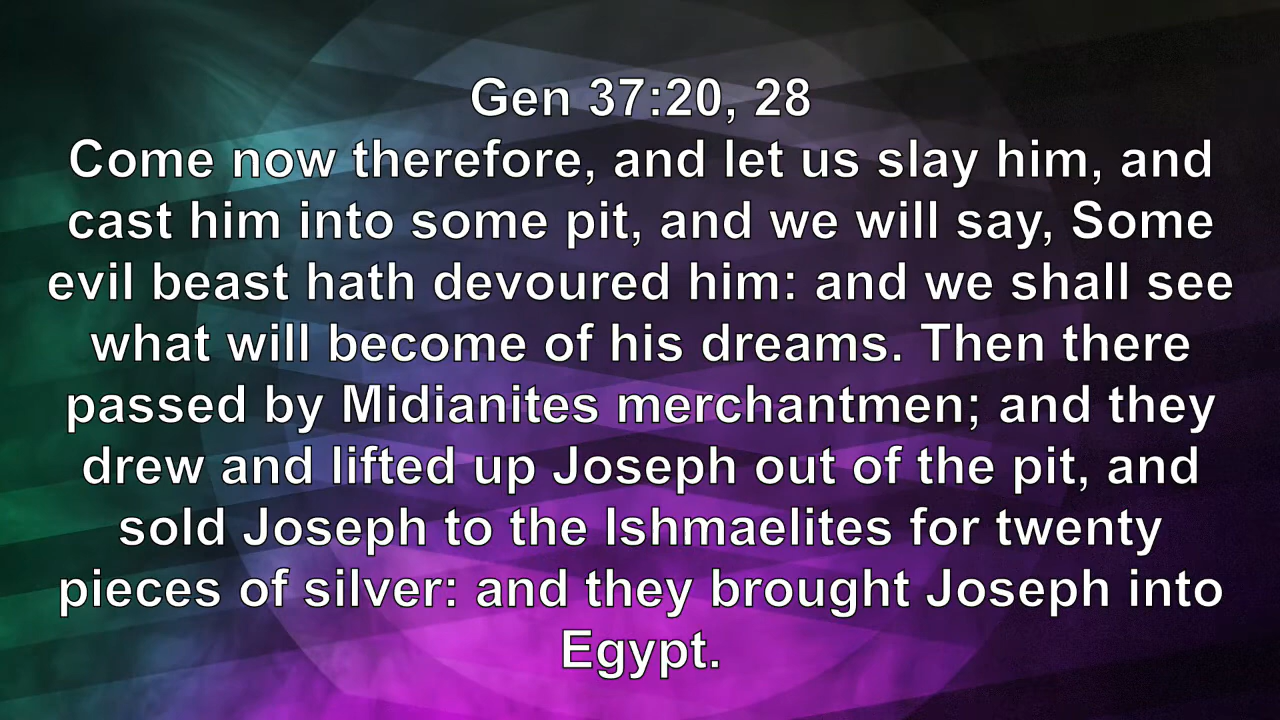 Gen 37:20, 28
Come now therefore, and let us slay him, and
cast him into some pit, and we will say, Some
evil beast hath devoured him: and we shall see
what will become of his dreams. Then there
passed by Midianites merchantmen; and they
drew and lifted up Joseph out of the pit, and
sold Joseph to the Ishmaelites for twenty
pieces of silver: and they brought Joseph into
Egypt.